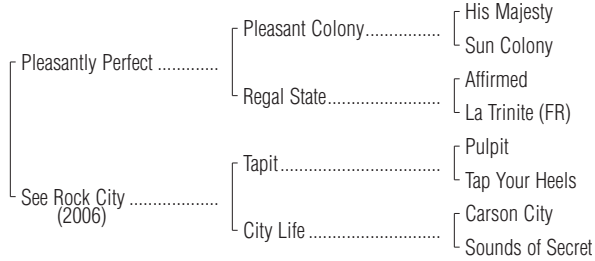 His Majesty
Pleasant Colony..................
Sun Colony
Pleasantly Perfect .............
Affirmed
Regal State........................
La Trinite (FR)
Pulpit
Tapit..................................
Tap Your Heels
See Rock City ...................
(2006)
Carson City
City Life ............................
Sounds of Secret